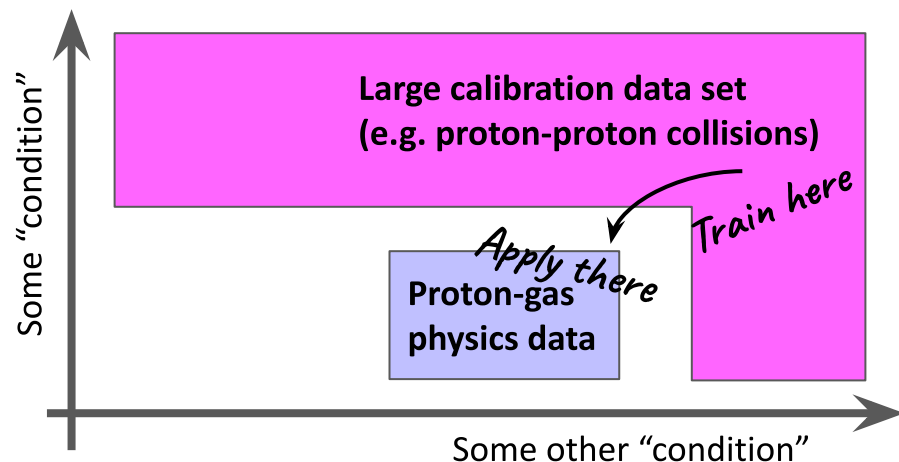 Some “condition”
Large calibration data set
(e.g. proton-proton collisions)
Train here
Apply there
Proton-gas
physics data
Some other “condition”